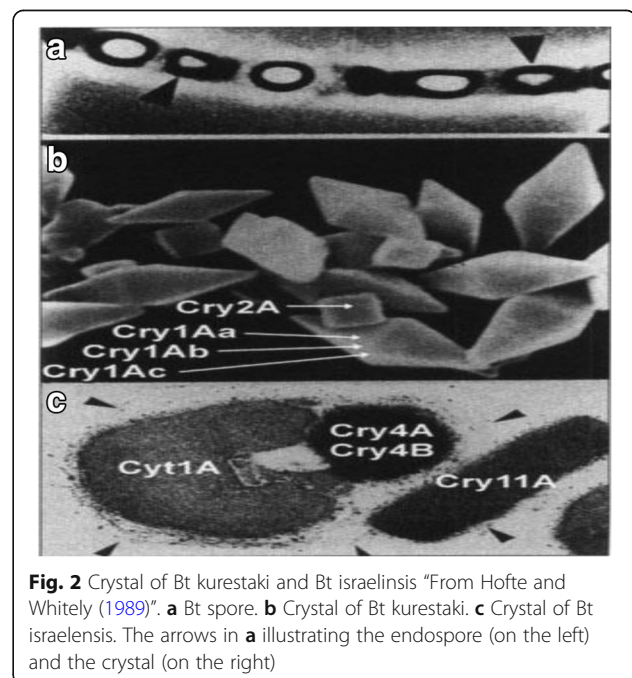 a
b
Cry2A
Cry1Aa
Cry1Ab
Cry1Ac
c
Cry4A
Cyt1A Cry4B
Cry11A
Fig. 2 Crystal of Bt kurestaki and Bt israelinsis “From Hofte and
Whitely (1989)”. a Bt spore. b Crystal of Bt kurestaki. c Crystal of Bt
israelensis. The arrows in a illustrating the endospore (on the left)
and the crystal (on the right)